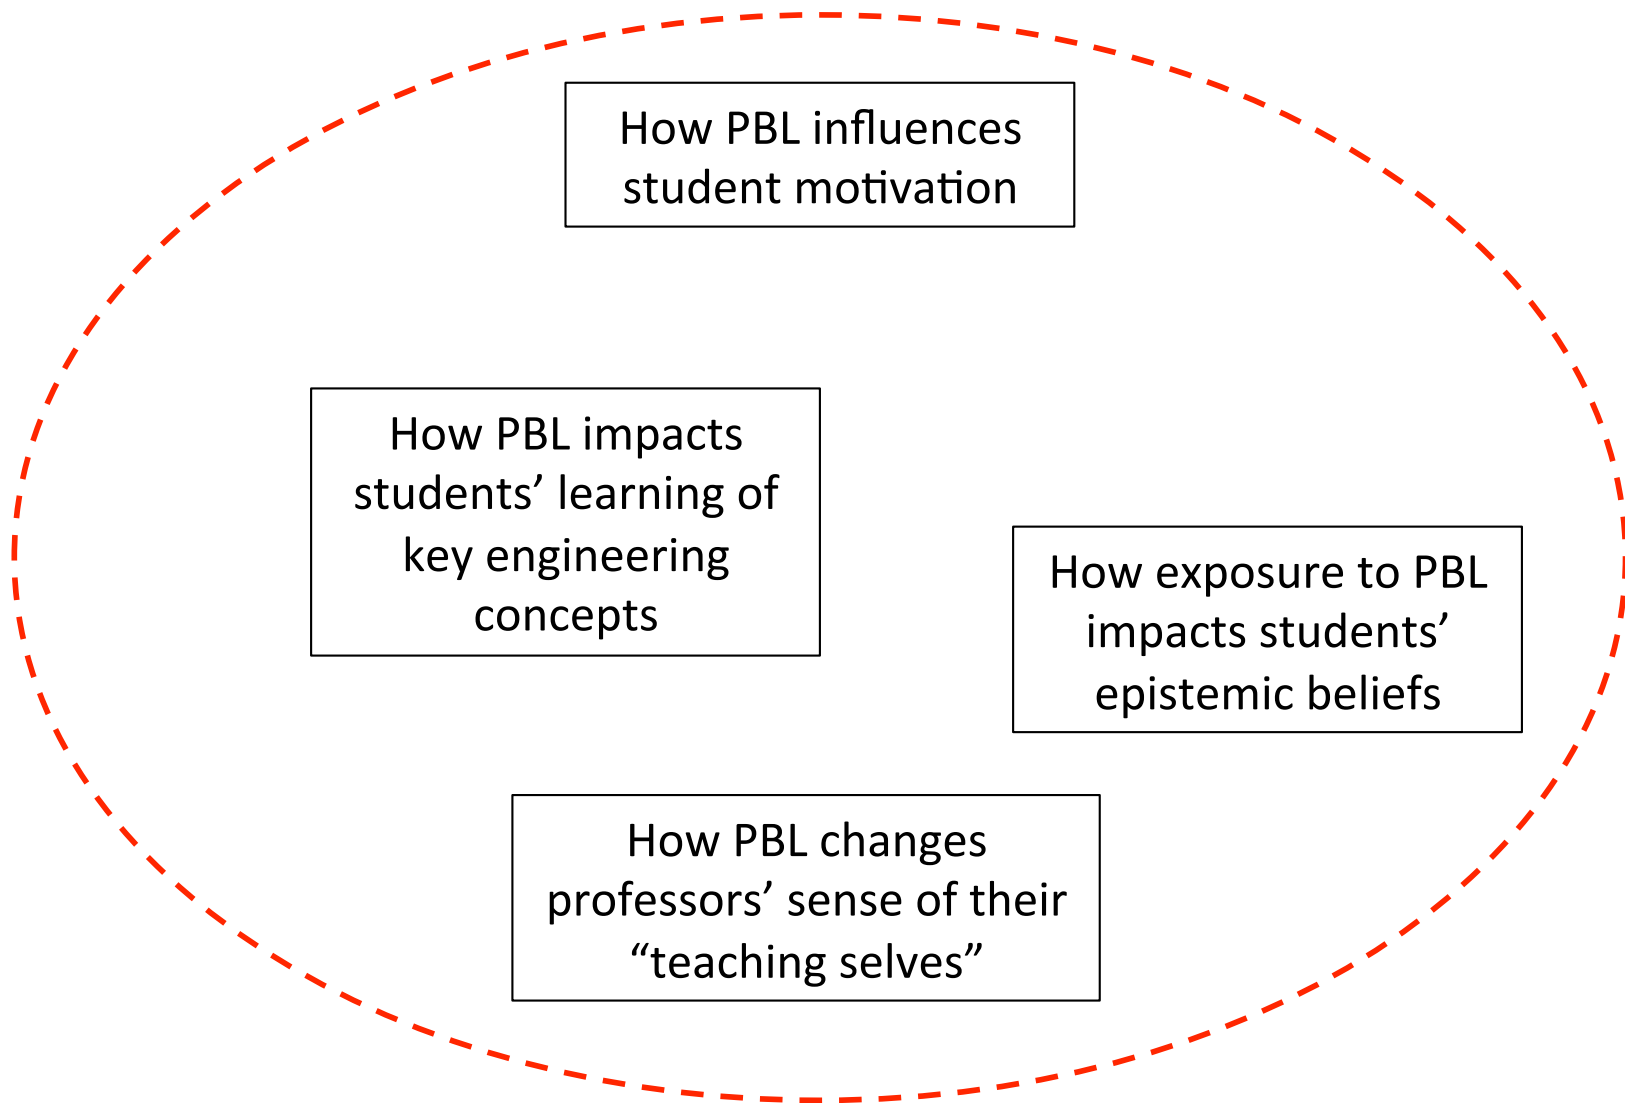 How PBL influences
student motivation
How PBL impacts
students’ learning of
key engineering
concepts
How exposure to PBL
impacts students’
epistemic beliefs
How PBL changes
professors’ sense of their
“teaching selves”